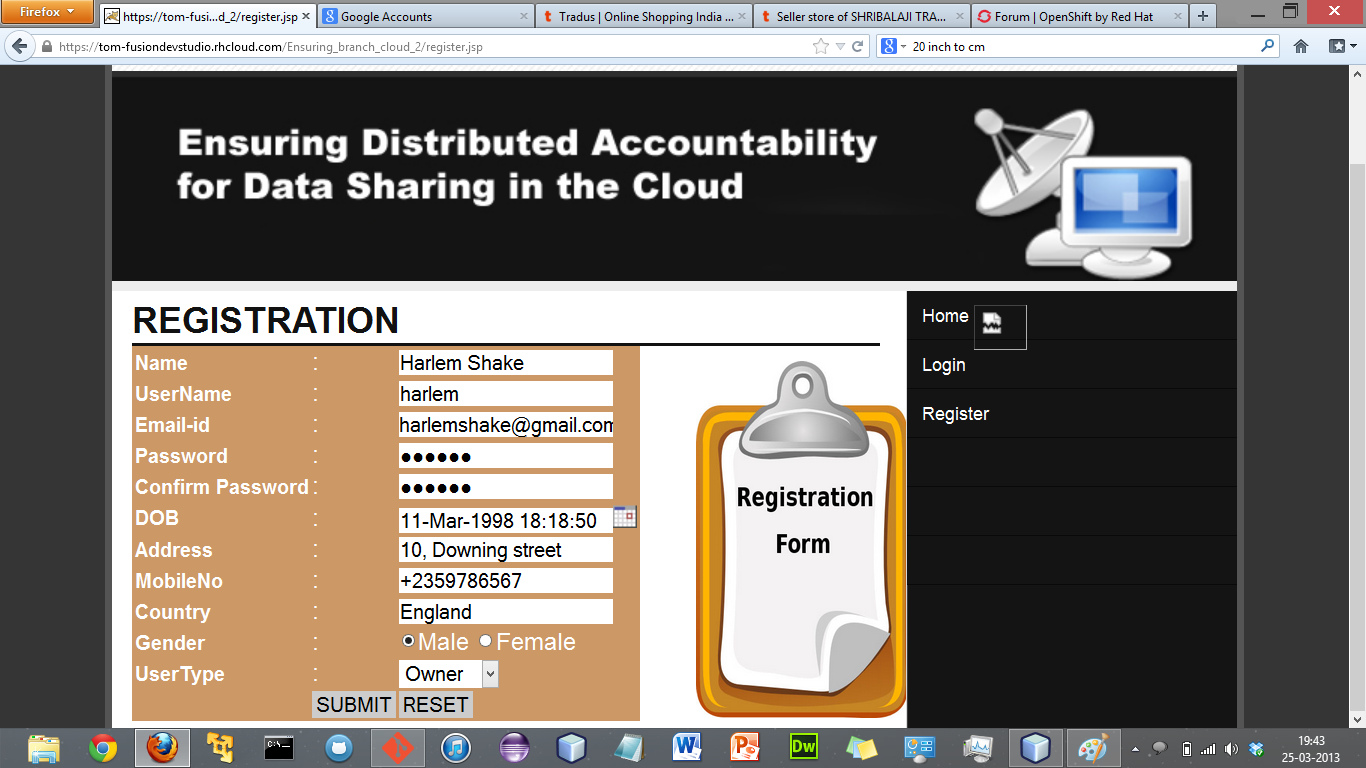 Firefox
https://tom-fusi...d_2/register.jsp
Google Accounts
Tradus | Online Shopping India ...
Seller store of SHRIBALAJI TRA...
Forum | OpenShift by Red Hat
https://tom-fusiondevstudio.rhcloud.com/Ensuring_branch_cloud_2/register.jsp
20 inch to cm
Ensuring Distributed Accountability
for Data Sharing in the Cloud
REGISTRATION
Name : Harlem Shake
UserName : harlem
Email-id : harlemshake@gmail.com
Password : ●●●●●●
Confirm Password : ●●●●●●
DOB : 11-Mar-1998 18:18:50
Address : 10, Downing street
MobileNo : +2359786567
Country : England
Gender : Male Female
UserType : Owner
SUBMIT RESET
Registration
Form
Home
Login
Register
19:43
25-03-2013